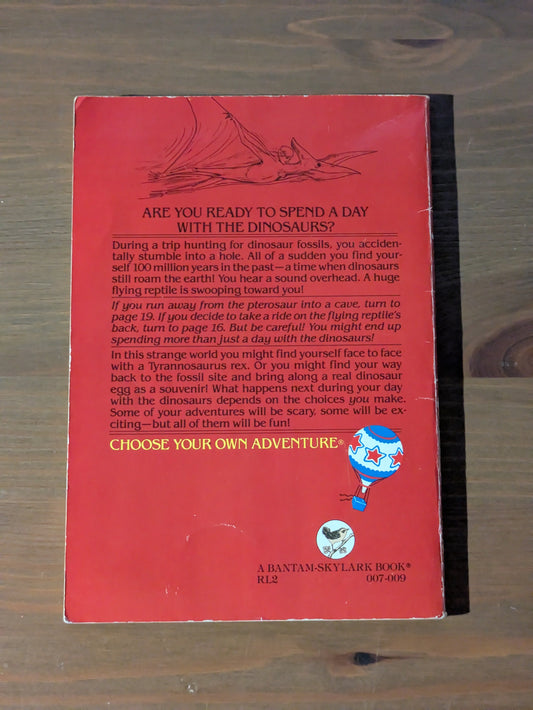 ARE YOU READY TO SPEND A DAY
WITH THE DINOSAURS?
During a trip hunting for dinosaur fossils, you acciden-
tally stumble into a hole. All of a sudden you find your-
self 100 million years in the past—a time when dinosaurs
still roam the earth! You hear a sound overhead. A huge
flying reptile is swooping toward you!
If you run away from the pterosaur into a cave, turn to
page 19. If you decide to take a ride on the flying reptile's
back, turn to page 16. But be careful! You might end up
spending more than just a day with the dinosaurs!
In this strange world you might find yourself face to face
with a Tyrannosaurus rex. Or you might find your way
back to the fossil site and bring along a real dinosaur
egg as a souvenir! What happens next during your day
with the dinosaurs depends on the choices you make.
Some of your adventures will be scary, some will be ex-
citing—but all of them will be fun!
CHOOSE YOUR OWN ADVENTURE®
A BANTAM-SKYLARK BOOK®
RL2 007-009